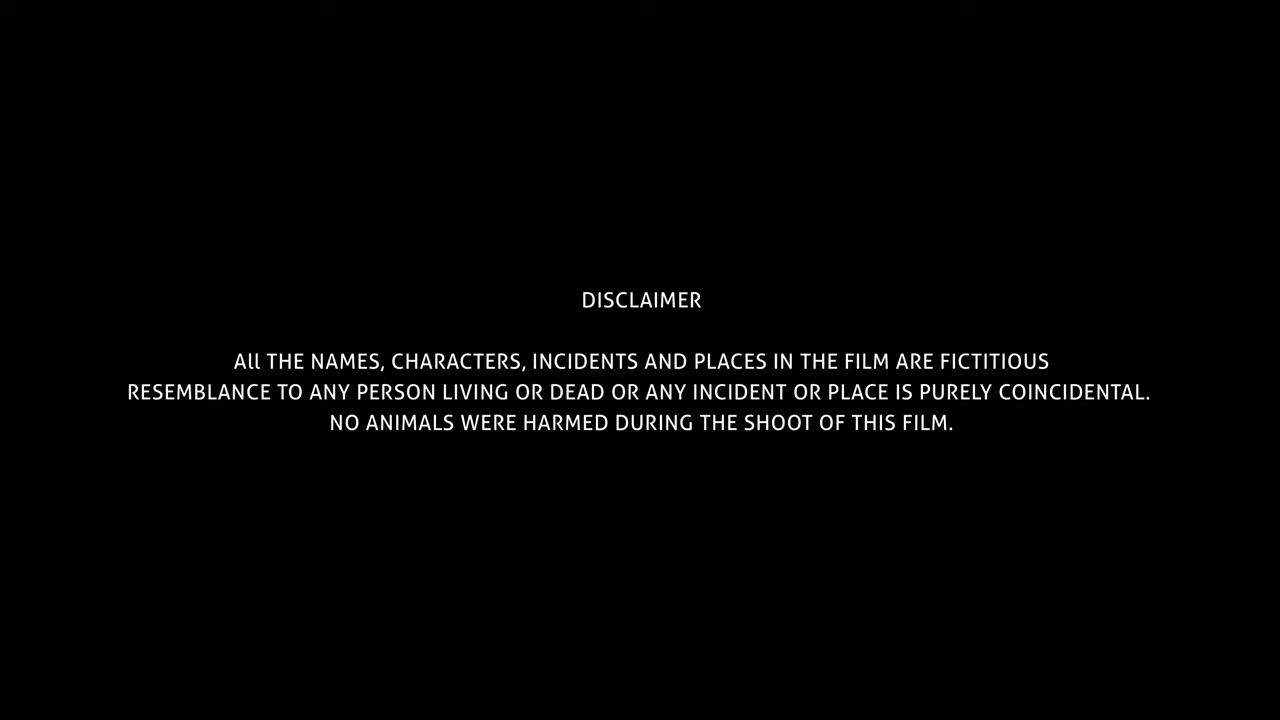 DISCLAIMER
All THE NAMES, CHARACTERS, INCIDENTS AND PLACES IN THE FILM ARE FICTITIOUS
RESEMBLANCE TO ANY PERSON LIVING OR DEAD OR ANY INCIDENT OR PLACE IS PURELY COINCIDENTAL.
NO ANIMALS WERE HARMED DURING THE SHOOT OF THIS FILM.